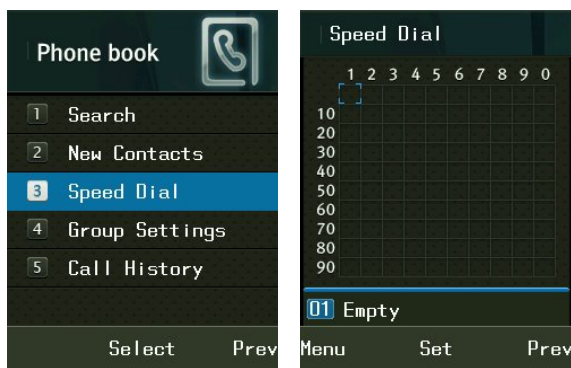 Phone book
1 Search
2 New Contacts
3 Speed Dial
4 Group Settings
5 Call History
Select Prev
Speed Dial
1 2 3 4 5 6 7 8 9 0
10
20
30
40
50
60
70
80
90
01 Empty
Menu Set Prev